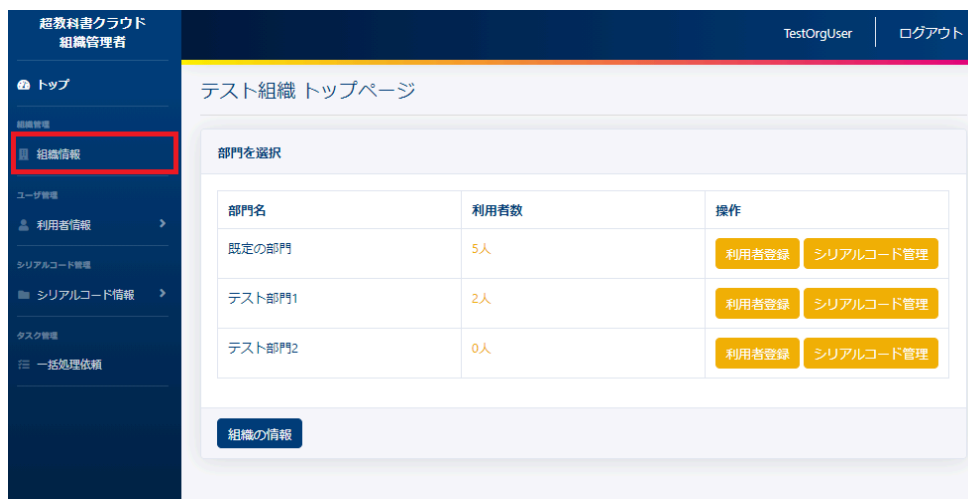 超教科書クラウド
組織管理者
TestOrgUser
ログアウト
トップ
組織管理
組織情報
ユーザ管理
利用者情報
シリアルコード管理
シリアルコード情報
タスク管理
一括処理依頼
テスト組織 トップページ
部門を選択
部門名 利用者数 操作
既定の部門 5人 利用者登録 シリアルコード管理
テスト部門1 2人 利用者登録 シリアルコード管理
テスト部門2 0人 利用者登録 シリアルコード管理
組織の情報